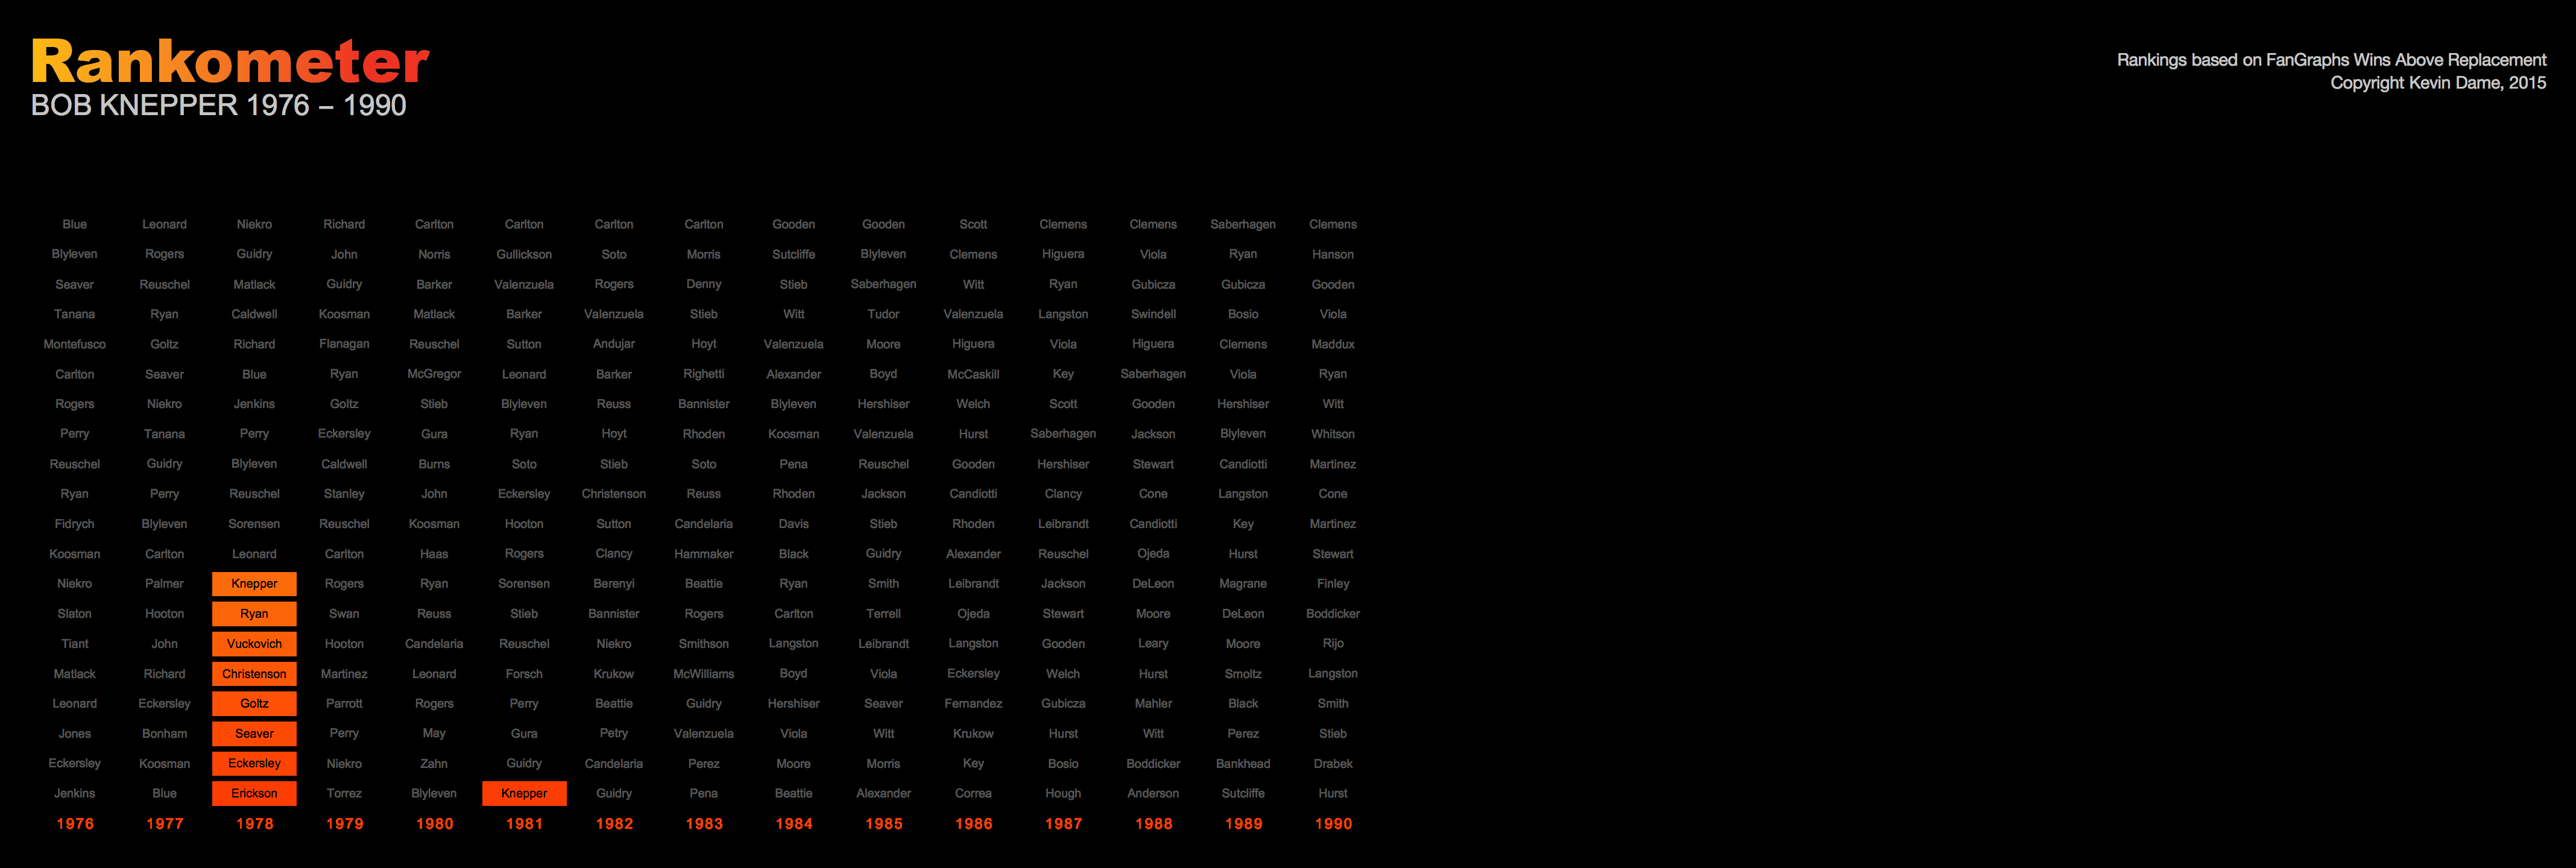 Rankometer
BOB KNEPPER 1976 – 1990
Rankings based on FanGraphs Wins Above Replacement
Copyright Kevin Dame, 2015
Blue Leonard Niekro Richard Carlton Carlton Carlton Carlton Gooden Gooden Scott Clemens Clemens Saberhagen Clemens
Blyleven Rogers Guidry John Norris Gullickson Soto Morris Sutcliffe Blyleven Clemens Higuera Viola Ryan Hanson
Seaver Reuschel Matlack Guidry Barker Valenzuela Rogers Denny Stieb Saberhagen Witt Ryan Gubicza Gubicza Gooden
Tanana Ryan Caldwell Koosman Matlack Barker Valenzuela Stieb Witt Tudor Valenzuela Langston Swindell Bosio Viola
Montefusco Goltz Richard Flanagan Reuschel Sutton Andujar Hoyt Valenzuela Moore Higuera Viola Higuera Clemens Maddux
Carlton Seaver Blue Ryan McGregor Leonard Barker Righetti Alexander Boyd McCaskill Key Saberhagen Viola Ryan
Rogers Niekro Jenkins Goltz Stieb Blyleven Reuss Bannister Blyleven Hershiser Welch Scott Gooden Hershiser Witt
Perry Tanana Perry Eckersley Gura Ryan Hoyt Rhoden Koosman Valenzuela Hurst Saberhagen Jackson Blyleven Whitson
Reuschel Guidry Blyleven Caldwell Burns Soto Stieb Soto Pena Reuschel Gooden Hershiser Stewart Candiotti Martinez
Ryan Perry Reuschel Stanley John Eckersley Christenson Reuss Rhoden Jackson Candiotti Clancy Cone Langston Cone
Fidrych Blyleven Sorensen Reuschel Koosman Hooton Sutton Candelaria Davis Stieb Rhoden Leibrandt Candiotti Key Martinez
Koosman Carlton Leonard Carlton Haas Rogers Clancy Hammaker Black Guidry Alexander Reuschel Ojeda Hurst Stewart
Niekro Palmer Knepper Rogers Ryan Sorensen Berenyi Beattie Ryan Smith Leibrandt Jackson DeLeon Magrane Finley
Slaton Hooton Ryan Swan Reuss Stieb Bannister Rogers Carlton Terrell Ojeda Stewart Moore DeLeon Boddicker
Tiant John Vuckovich Hooton Candelaria Reuschel Niekro Smithson Langston Leibrandt Langston Gooden Leary Moore Rijo
Matlack Richard Christenson Martinez Leonard Forsch Krukow McWilliams Boyd Viola Eckersley Welch Hurst Smoltz Langston
Leonard Eckersley Goltz Parrott Rogers Perry Beattie Guidry Hershiser Seaver Fernandez Gubicza Mahler Black Smith
Jones Bonham Seaver Perry May Gura Petry Valenzuela Viola Witt Krukow Hurst Witt Perez Stieb
Eckersley Koosman Eckersley Niekro Zahn Guidry Candelaria Perez Moore Morris Key Bosio Boddicker Bankhead Drabek
Jenkins Blue Erickson Torrez Blyleven Knepper Guidry Pena Beattie Alexander Correa Hough Anderson Sutcliffe Hurst
1976 1977 1978 1979 1980 1981 1982 1983 1984 1985 1986 1987 1988 1989 1990